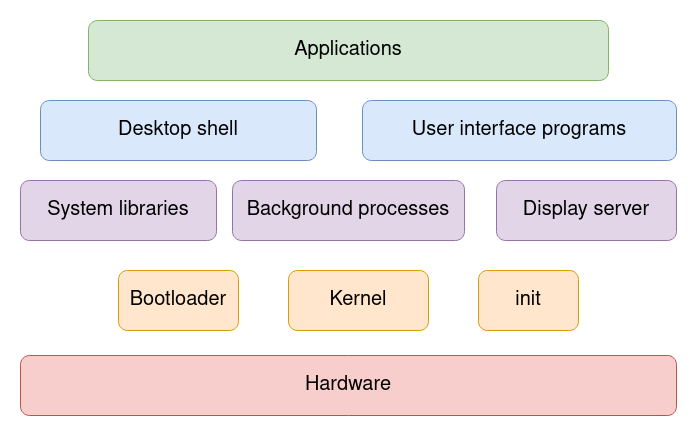 Applications
Desktop shell
User interface programs
System libraries
Background processes
Display server
Bootloader
Kernel
init
Hardware